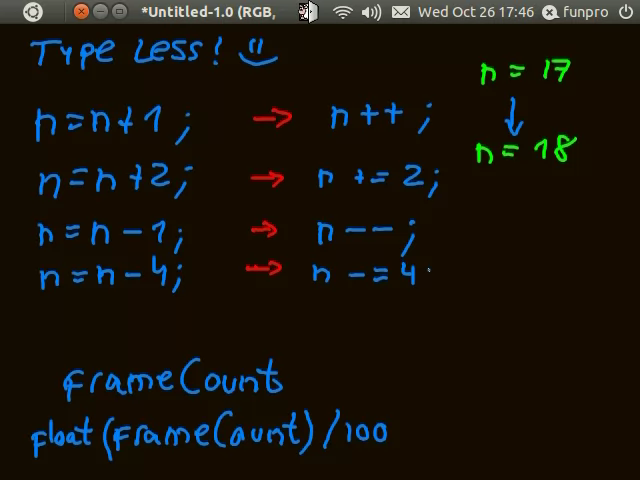 *Untitled-1.0 (RGB, Wed Oct 26 17:46 funpro
Type Less!
n = 17
n = n + 1 ; → n + + ;
n = 18
n = n + 2 ; → n + = 2 ;
n = n - 1 ; → n - - ;
n = n - 4 ; → n - = 4
frameCount
float (frameCount) / 100